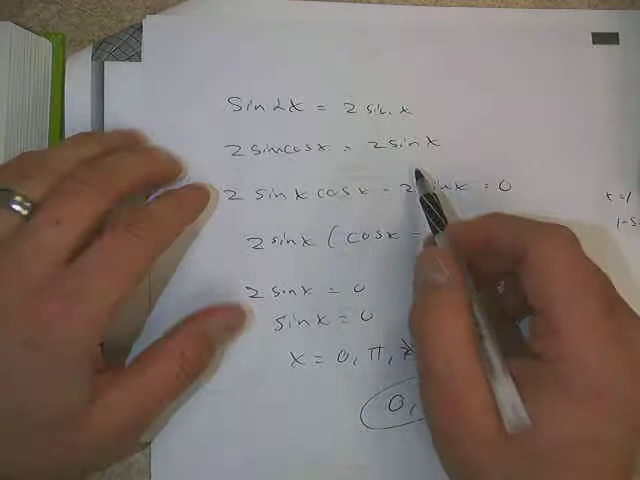 sin 2x = 2 sin x
2 sin cos x = 2 sin x
2 sin x cos x - 2 sin x = 0
2 sin x ( cos x -
2 sin x = 0
sin x = 0
x = 0, π,
0,